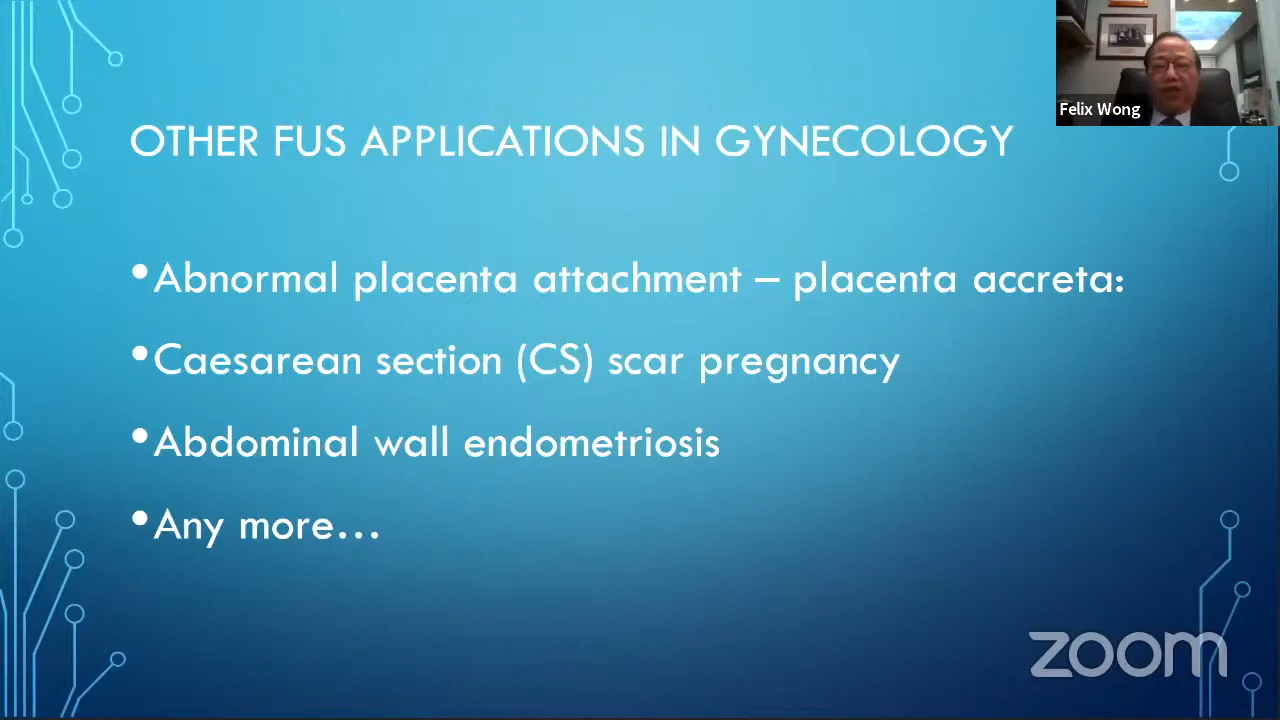 Felix Wong
OTHER FUS APPLICATIONS IN GYNECOLOGY
•Abnormal placenta attachment – placenta accreta:
•Caesarean section (CS) scar pregnancy
•Abdominal wall endometriosis
•Any more…
zoom